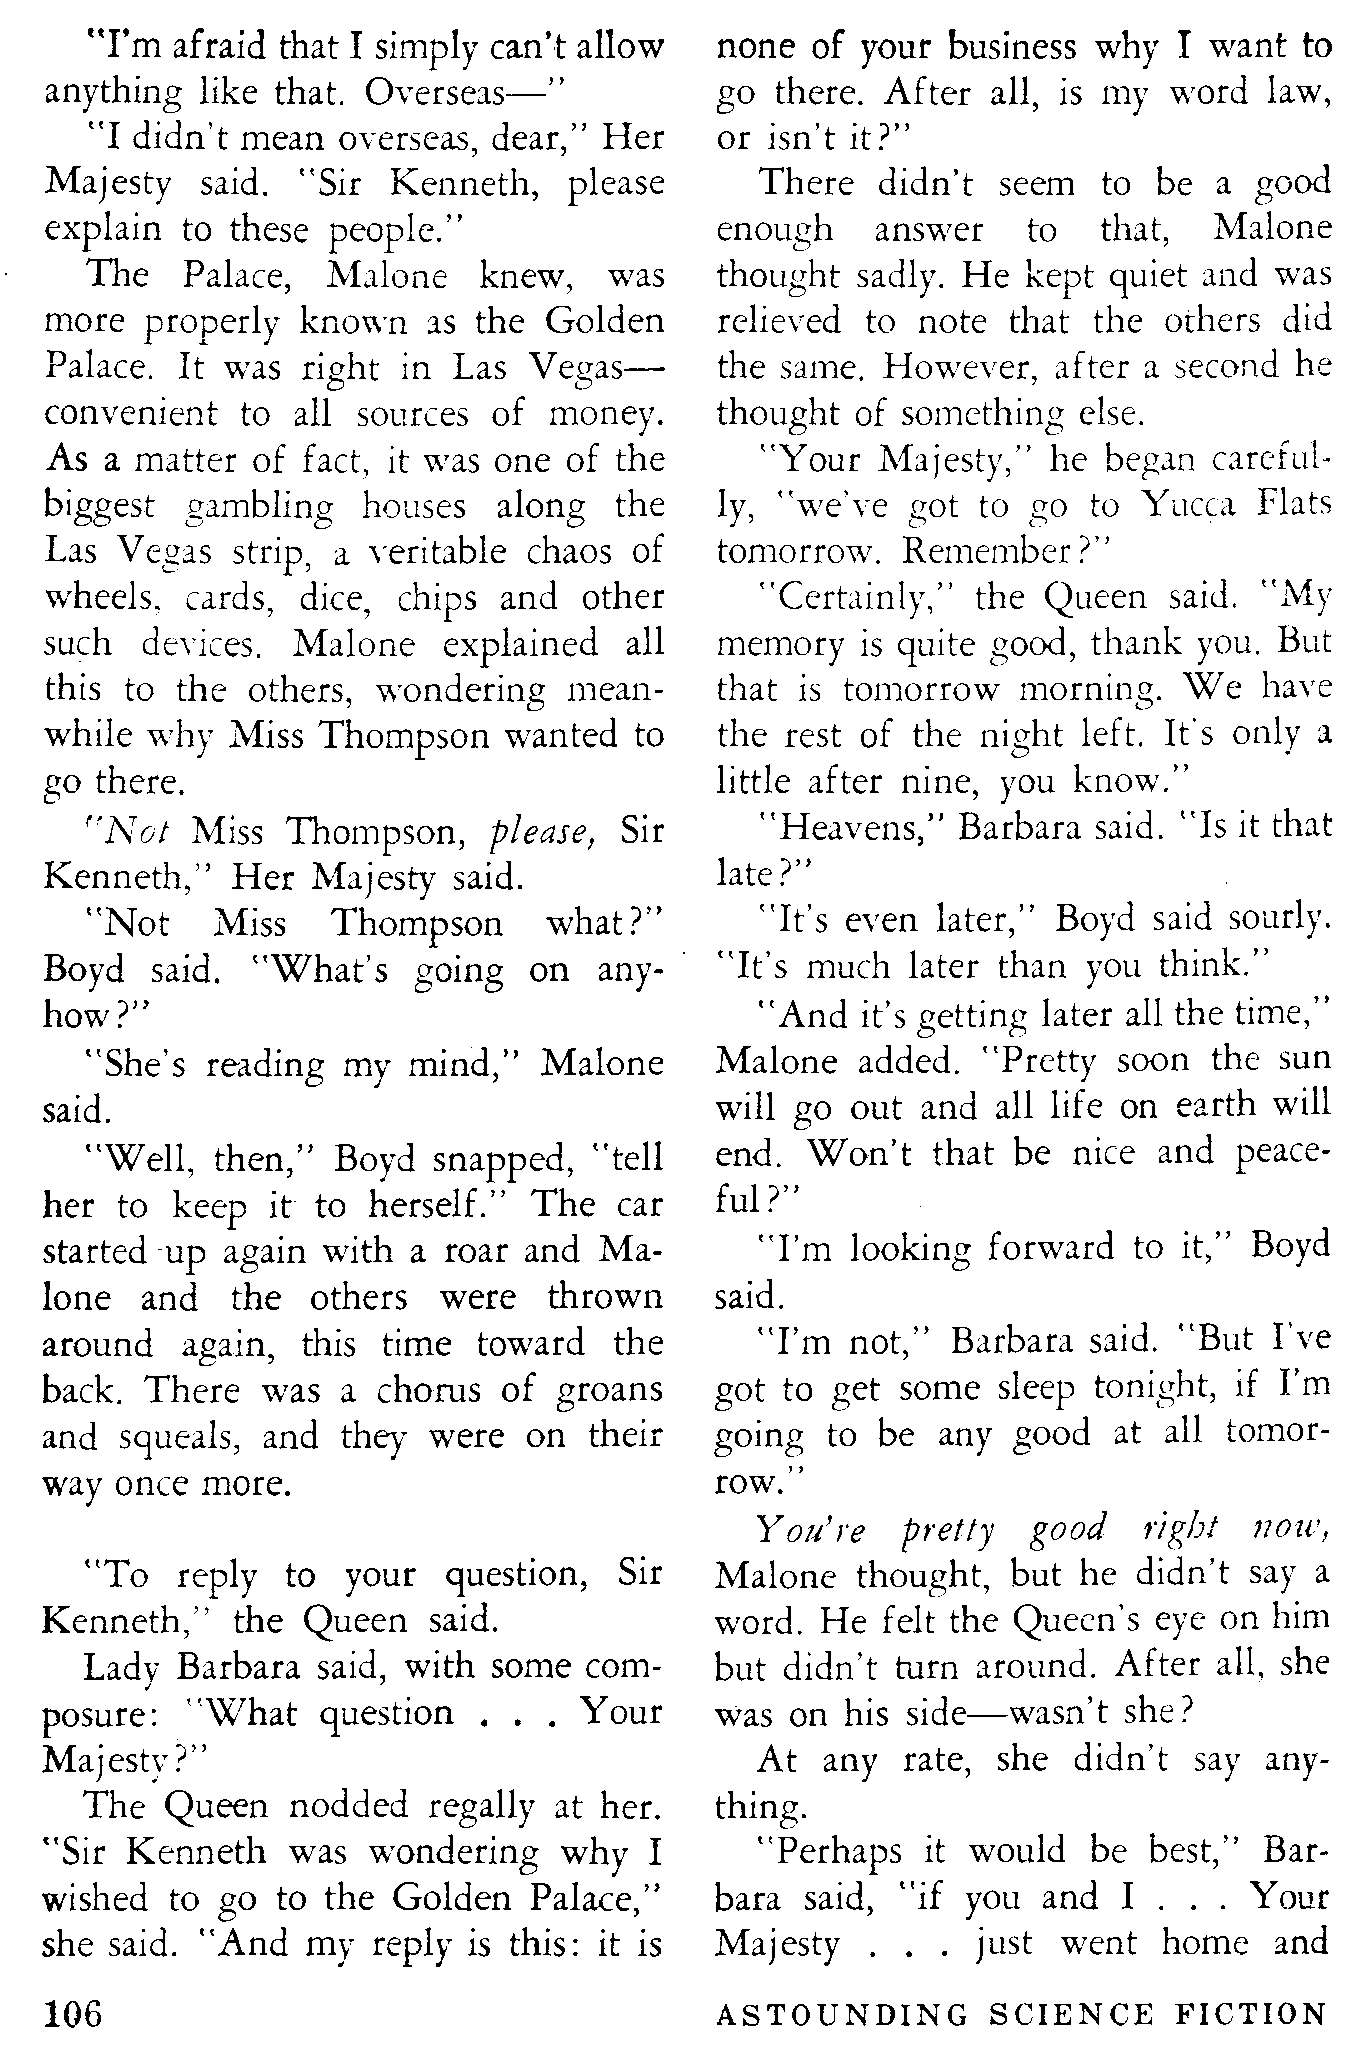 "I'm afraid that I simply can't allow
anything like that. Overseas—"
"I didn't mean overseas, dear," Her
Majesty said. "Sir Kenneth, please
explain to these people."
The Palace, Malone knew, was
more properly known as the Golden
Palace. It was right in Las Vegas—
convenient to all sources of money.
As a matter of fact, it was one of the
biggest gambling houses along the
Las Vegas strip, a veritable chaos of
wheels, cards, dice, chips and other
such devices. Malone explained all
this to the others, wondering mean-
while why Miss Thompson wanted to
go there.
"Not Miss Thompson, please, Sir
Kenneth," Her Majesty said.
"Not Miss Thompson what?"
Boyd said. "What's going on any-
how?"
"She's reading my mind," Malone
said.
"Well, then," Boyd snapped, "tell
her to keep it to herself." The car
started up again with a roar and Ma-
lone and the others were thrown
around again, this time toward the
back. There was a chorus of groans
and squeals, and they were on their
way once more.
"To reply to your question, Sir
Kenneth," the Queen said.
Lady Barbara said, with some com-
posure: "What question . . . Your
Majesty?"
The Queen nodded regally at her.
"Sir Kenneth was wondering why I
wished to go to the Golden Palace,"
she said. "And my reply is this: it is
none of your business why I want to
go there. After all, is my word law,
or isn't it?"
There didn't seem to be a good
enough answer to that, Malone
thought sadly. He kept quiet and was
relieved to note that the others did
the same. However, after a second he
thought of something else.
"Your Majesty," he began careful-
ly, "we've got to go to Yucca Flats
tomorrow. Remember?"
"Certainly," the Queen said. "My
memory is quite good, thank you. But
that is tomorrow morning. We have
the rest of the night left. It's only a
little after nine, you know."
"Heavens," Barbara said. "Is it that
late?"
"It's even later," Boyd said sourly.
"It's much later than you think."
"And it's getting later all the time,"
Malone added. "Pretty soon the sun
will go out and all life on earth will
end. Won't that be nice and peace-
ful?"
"I'm looking forward to it," Boyd
said.
"I'm not," Barbara said. "But I've
got to get some sleep tonight, if I'm
going to be any good at all tomor-
row."
You're pretty good right now,
Malone thought, but he didn't say a
word. He felt the Queen's eye on him
but didn't turn around. After all, she
was on his side—wasn't she?
At any rate, she didn't say any-
thing.
"Perhaps it would be best," Bar-
bara said, "if you and I . . . Your
Majesty . . . just went home and
106
ASTOUNDING SCIENCE FICTION